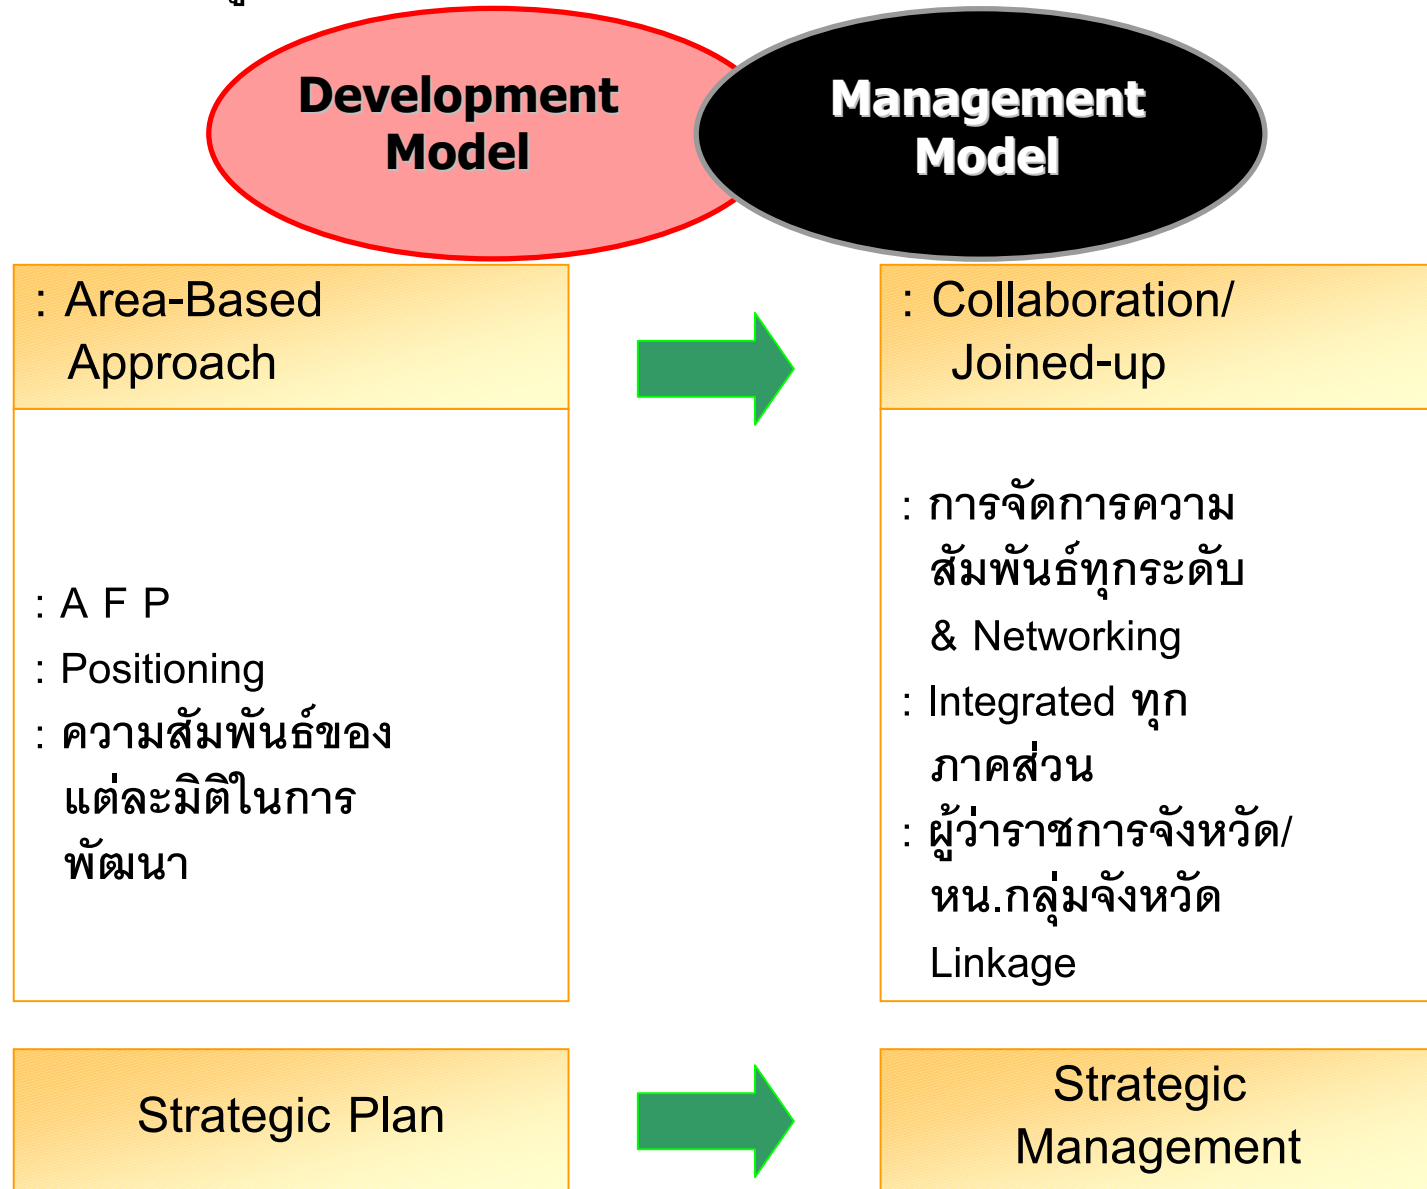 Development
Model
Management
Model
: Area-Based
Approach
: Collaboration/
Joined-up
: A F P
: Positioning
: ความสัมพันธ์ของ
แต่ละมิติในการ
พัฒนา
: การจัดการความ
สัมพันธ์ทุกระดับ
& Networking
: Integrated ทุก
ภาคส่วน
: ผู้ว่าราชการจังหวัด/
หน.กลุ่มจังหวัด
Linkage
Strategic Plan
Strategic
Management